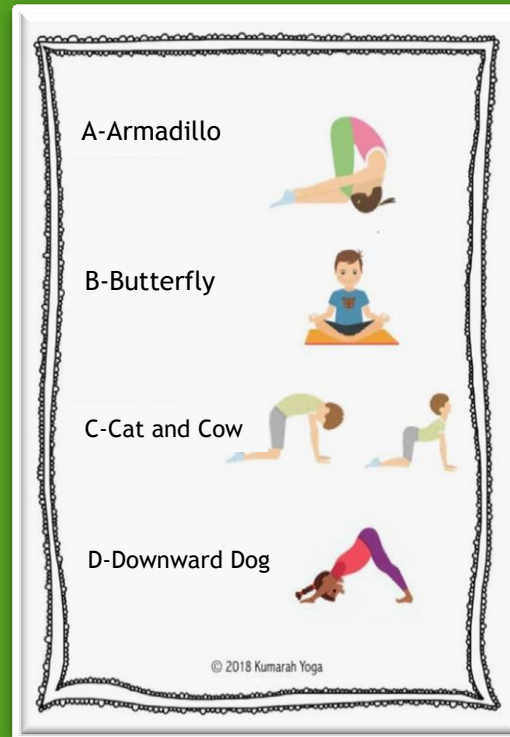 A-Armadillo
B-Butterfly
C-Cat and Cow
D-Downward Dog
© 2018 Kumarah Yoga